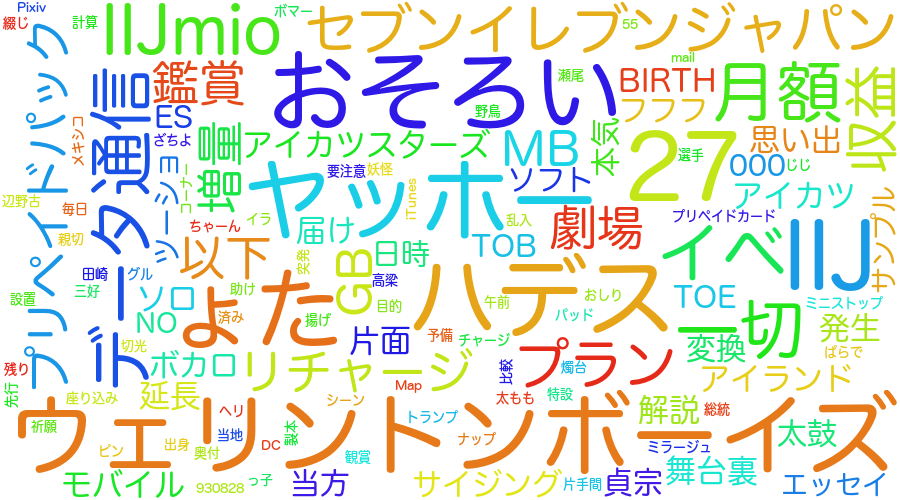 Pixiv
綴じ
計算
IIJmio
ボマー
セブンイレブンジャパン
55
mail
鑑賞
おそろい
瀬尾
BIRTH
月額
収益
データ通信
ES
増量
フフフ
野鳥
メキシコ
ざちよ
アイカツスターズ
MB
本気
27
思い出
選手
000
じじ
プリペイドパック
ツーショ
コーナー
要注意
妖怪
iTunes
ソフト
アイカツ
サンプル
辺野古
毎日
ちゃーん
イラ
ヤッホー
届け
乱入
プリペイドカード
親切
以下
突発
日時
TOB
劇場
イベ
IIJ
田崎
グル
GB
高梁
設置
三好
ソロ
助け
よた
目的
ハデス
午前
おしり
TOE
一切
ミニストップ
NO
済み
揚げ
パッド
発生
切光
片面
予備
チャージ
変換
ぱらで
残り
ボカロ
リチャージ
比較
プラン
燭台
アイランド
先行
座り込み
延長
シーン
Map
太もも
特設
ウェリントンボーイズ
祈願
ヘリ
トランプ
解説
総統
太鼓
ピン
出身
当地
DC
製本
ナップ
ミラージュ
奥付
観賞
舞台裏
モバイル
930828
っ子
当方
サイジング
片手間
貞宗
エッセイ